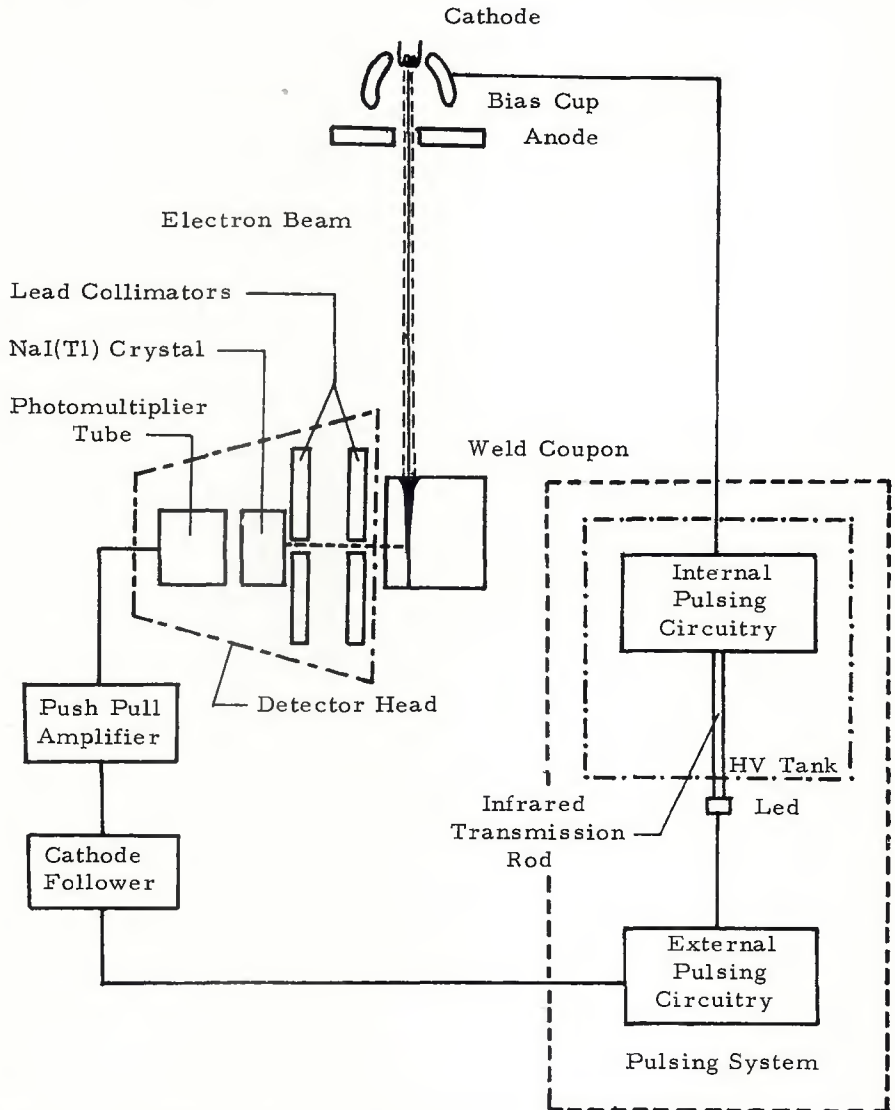 Cathode
Bias Cup
Anode
Electron Beam
Lead Collimators
NaI(Tl) Crystal
Photomultiplier
Tube
Weld Coupon
Internal
Pulsing
Circuitry
Push Pull
Amplifier
Detector Head
HV Tank
Infrared
Transmission
Rod
Led
Cathode
Follower
External
Pulsing
Circuitry
Pulsing System